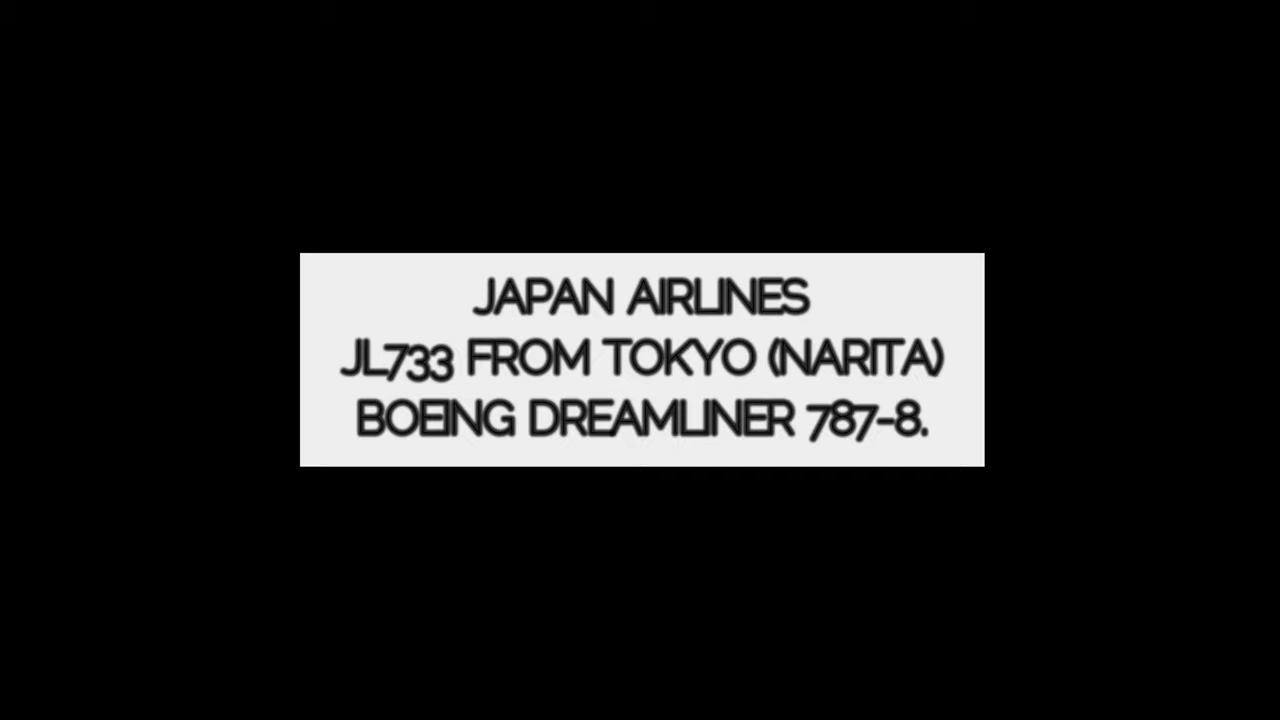 JAPAN AIRLINES
JL733 FROM TOKYO (NARITA)
BOEING DREAMLINER 787-8.